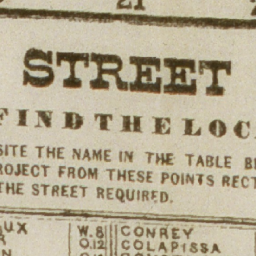 21
STREET
FIND THE LOC
SITE THE NAME IN THE TABLE BE
ROJECT FROM THESE POINTS RECT
THE STREET REQUIRED.
UX W.8 CONREY
R O.12 COLAPISSA